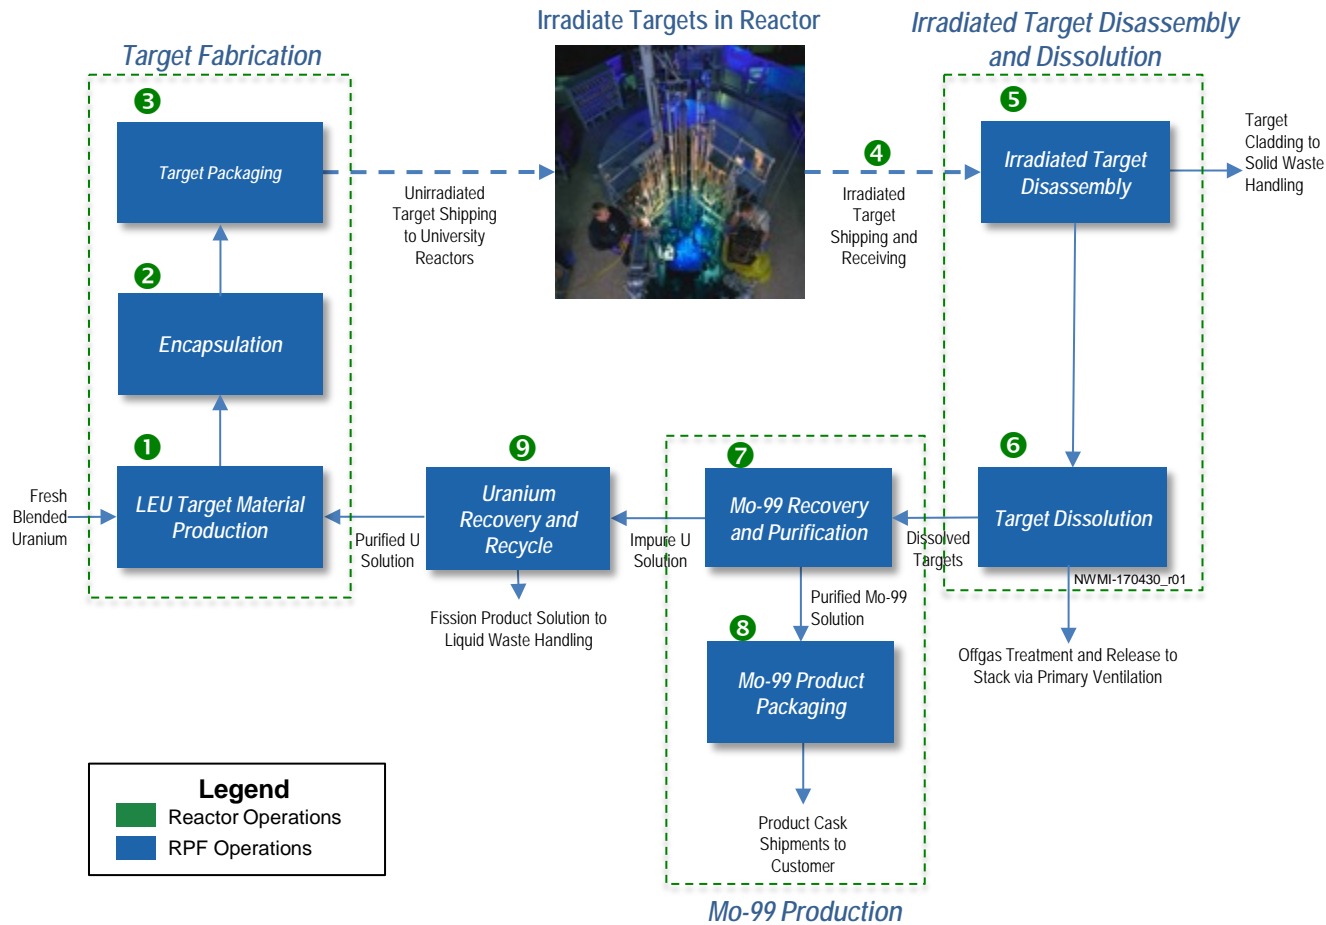 Irradiate Targets in Reactor
Target Fabrication
Irradiated Target Disassembly
and Dissolution
3
Target Packaging
Unirradiated
Target Shipping
to University
Reactors
4
Irradiated
Target
Shipping and
Receiving
5
Irradiated Target
Disassembly
Target
Cladding to
Solid Waste
Handling
2
Encapsulation
1
LEU Target Material
Production
Fresh
Blended
Uranium
Purified U
Solution
9
Uranium
Recovery and
Recycle
Impure U
Solution
7
Mo-99 Recovery
and Purification
Dissolved
Targets
6
Target Dissolution
NWMI-170430_r01
Fission Product Solution to
Liquid Waste Handling
Purified Mo-99
Solution
8
Mo-99 Product
Packaging
Offgas Treatment and Release to
Stack via Primary Ventilation
Product Cask
Shipments to
Customer
Mo-99 Production
Legend
Reactor Operations
RPF Operations